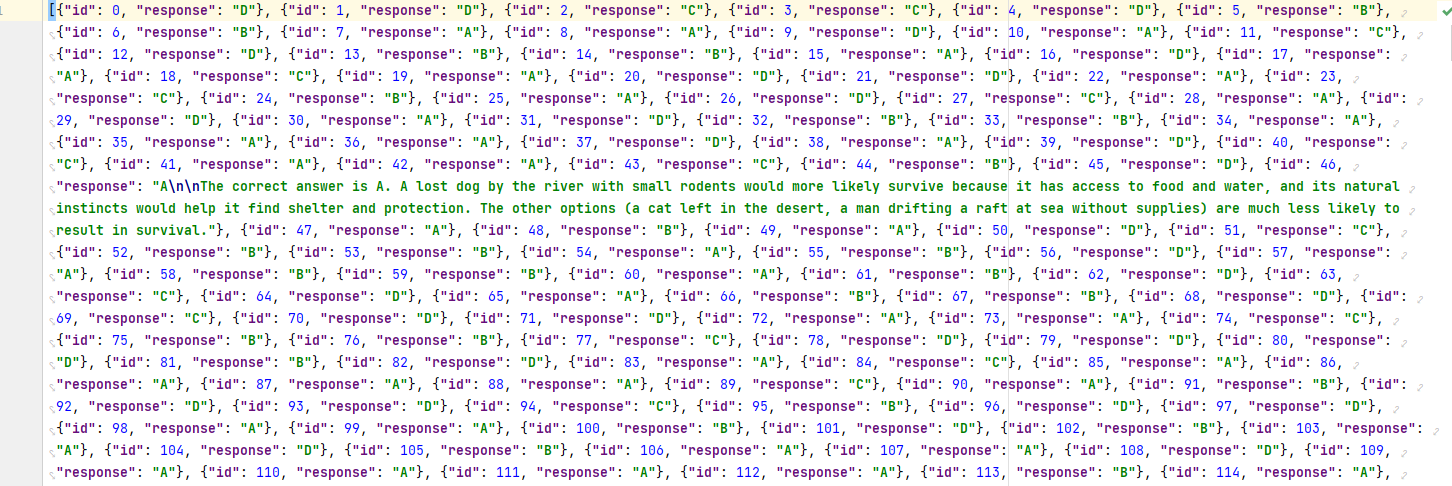 1
[{"id": 0, "response": "D"}, {"id": 1, "response": "D"}, {"id": 2, "response": "C"}, {"id": 3, "response": "C"}, {"id": 4, "response": "D"}, {"id": 5, "response": "B"},
{"id": 6, "response": "B"}, {"id": 7, "response": "A"}, {"id": 8, "response": "A"}, {"id": 9, "response": "D"}, {"id": 10, "response": "A"}, {"id": 11, "response": "C"},
{"id": 12, "response": "D"}, {"id": 13, "response": "B"}, {"id": 14, "response": "B"}, {"id": 15, "response": "A"}, {"id": 16, "response": "D"}, {"id": 17, "response":
"A"}, {"id": 18, "response": "C"}, {"id": 19, "response": "A"}, {"id": 20, "response": "D"}, {"id": 21, "response": "D"}, {"id": 22, "response": "A"}, {"id": 23,
"response": "C"}, {"id": 24, "response": "B"}, {"id": 25, "response": "A"}, {"id": 26, "response": "D"}, {"id": 27, "response": "C"}, {"id": 28, "response": "A"}, {"id":
29, "response": "D"}, {"id": 30, "response": "A"}, {"id": 31, "response": "D"}, {"id": 32, "response": "B"}, {"id": 33, "response": "B"}, {"id": 34, "response": "A"},
{"id": 35, "response": "A"}, {"id": 36, "response": "A"}, {"id": 37, "response": "D"}, {"id": 38, "response": "A"}, {"id": 39, "response": "D"}, {"id": 40, "response":
"C"}, {"id": 41, "response": "A"}, {"id": 42, "response": "A"}, {"id": 43, "response": "C"}, {"id": 44, "response": "B"}, {"id": 45, "response": "D"}, {"id": 46,
"response": "A\n\nThe correct answer is A. A lost dog by the river with small rodents would more likely survive because it has access to food and water, and its natural
instincts would help it find shelter and protection. The other options (a cat left in the desert, a man drifting a raft at sea without supplies) are much less likely to
result in survival."}, {"id": 47, "response": "A"}, {"id": 48, "response": "B"}, {"id": 49, "response": "A"}, {"id": 50, "response": "D"}, {"id": 51, "response": "C"},
{"id": 52, "response": "B"}, {"id": 53, "response": "B"}, {"id": 54, "response": "A"}, {"id": 55, "response": "B"}, {"id": 56, "response": "D"}, {"id": 57, "response":
"A"}, {"id": 58, "response": "B"}, {"id": 59, "response": "B"}, {"id": 60, "response": "A"}, {"id": 61, "response": "B"}, {"id": 62, "response": "D"}, {"id": 63,
"response": "C"}, {"id": 64, "response": "D"}, {"id": 65, "response": "A"}, {"id": 66, "response": "B"}, {"id": 67, "response": "B"}, {"id": 68, "response": "D"}, {"id":
69, "response": "C"}, {"id": 70, "response": "D"}, {"id": 71, "response": "D"}, {"id": 72, "response": "A"}, {"id": 73, "response": "A"}, {"id": 74, "response": "C"},
{"id": 75, "response": "B"}, {"id": 76, "response": "B"}, {"id": 77, "response": "C"}, {"id": 78, "response": "D"}, {"id": 79, "response": "D"}, {"id": 80, "response":
"D"}, {"id": 81, "response": "B"}, {"id": 82, "response": "D"}, {"id": 83, "response": "A"}, {"id": 84, "response": "C"}, {"id": 85, "response": "A"}, {"id": 86,
"response": "A"}, {"id": 87, "response": "A"}, {"id": 88, "response": "A"}, {"id": 89, "response": "C"}, {"id": 90, "response": "A"}, {"id": 91, "response": "B"}, {"id":
92, "response": "D"}, {"id": 93, "response": "D"}, {"id": 94, "response": "C"}, {"id": 95, "response": "B"}, {"id": 96, "response": "D"}, {"id": 97, "response": "D"},
{"id": 98, "response": "A"}, {"id": 99, "response": "A"}, {"id": 100, "response": "B"}, {"id": 101, "response": "D"}, {"id": 102, "response": "B"}, {"id": 103, "response":
"A"}, {"id": 104, "response": "D"}, {"id": 105, "response": "B"}, {"id": 106, "response": "A"}, {"id": 107, "response": "A"}, {"id": 108, "response": "D"}, {"id": 109,
"response": "A"}, {"id": 110, "response": "A"}, {"id": 111, "response": "A"}, {"id": 112, "response": "A"}, {"id": 113, "response": "B"}, {"id": 114, "response": "A"},